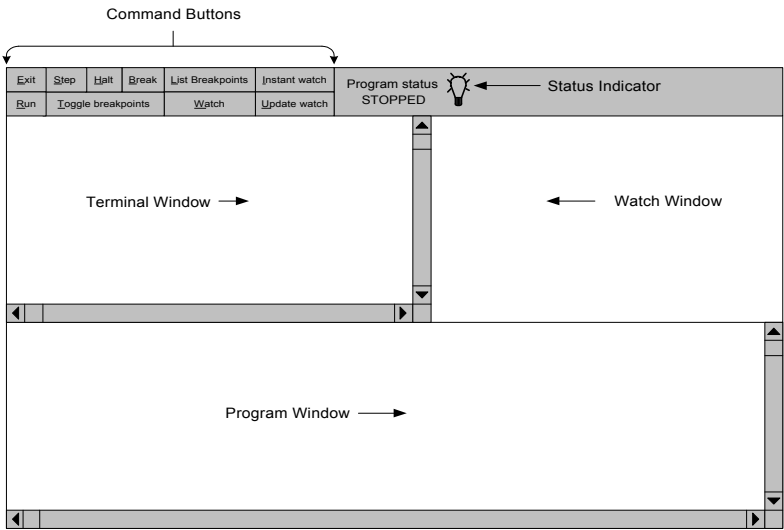 Command Buttons
Exit Step Halt Break List Breakpoints Instant watch
Run Toggle breakpoints Watch Update watch
Program status
STOPPED
Status Indicator
Terminal Window
Watch Window
Program Window